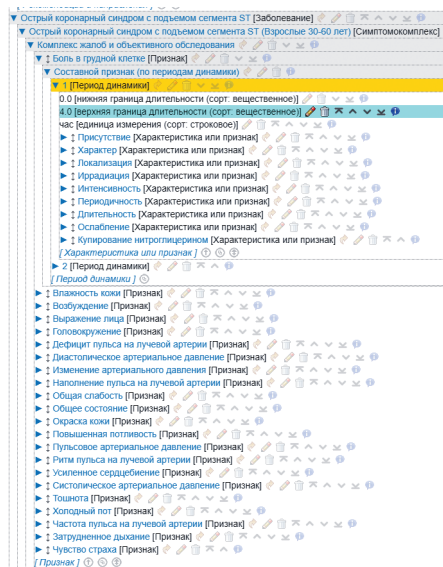 Острый коронарный синдром с подъемом сегмента ST [Заболевание]
Острый коронарный синдром с подъемом сегмента ST (Взрослые 30-60 лет) [Симптомокомплекс]
Комплекс жалоб и объективного обследования
Боль в грудной клетке [Признак]
Составной признак (по периодам динамики)
1 [Период динамики]
0.0 [нижняя граница длительности (сорт: вещественное)]
4.0 [верхняя граница длительности (сорт: вещественное)]
час [единица измерения (сорт: строковое)]
Присутствие [Характеристика или признак]
Характер [Характеристика или признак]
Локализация [Характеристика или признак]
Иррадиация [Характеристика или признак]
Интенсивность [Характеристика или признак]
Периодичность [Характеристика или признак]
Длительность [Характеристика или признак]
Ослабление [Характеристика или признак]
Купирование нитроглицерином [Характеристика или признак]
[ Характеристика или признак ]
2 [Период динамики]
[ Период динамики ]
Влажность кожи [Признак]
Возбуждение [Признак]
Выражение лица [Признак]
Головокружение [Признак]
Дефицит пульса на лучевой артерии [Признак]
Диастолическое артериальное давление [Признак]
Изменение артериального давления [Признак]
Наполнение пульса на лучевой артерии [Признак]
Общая слабость [Признак]
Общее состояние [Признак]
Окраска кожи [Признак]
Повышенная потливость [Признак]
Пульсовое артериальное давление [Признак]
Ритм пульса на лучевой артерии [Признак]
Усиленное сердцебиение [Признак]
Систолическое артериальное давление [Признак]
Тошнота [Признак]
Холодный пот [Признак]
Частота пульса на лучевой артерии [Признак]
Затрудненное дыхание [Признак]
Чувство страха [Признак]
[ Признак ]